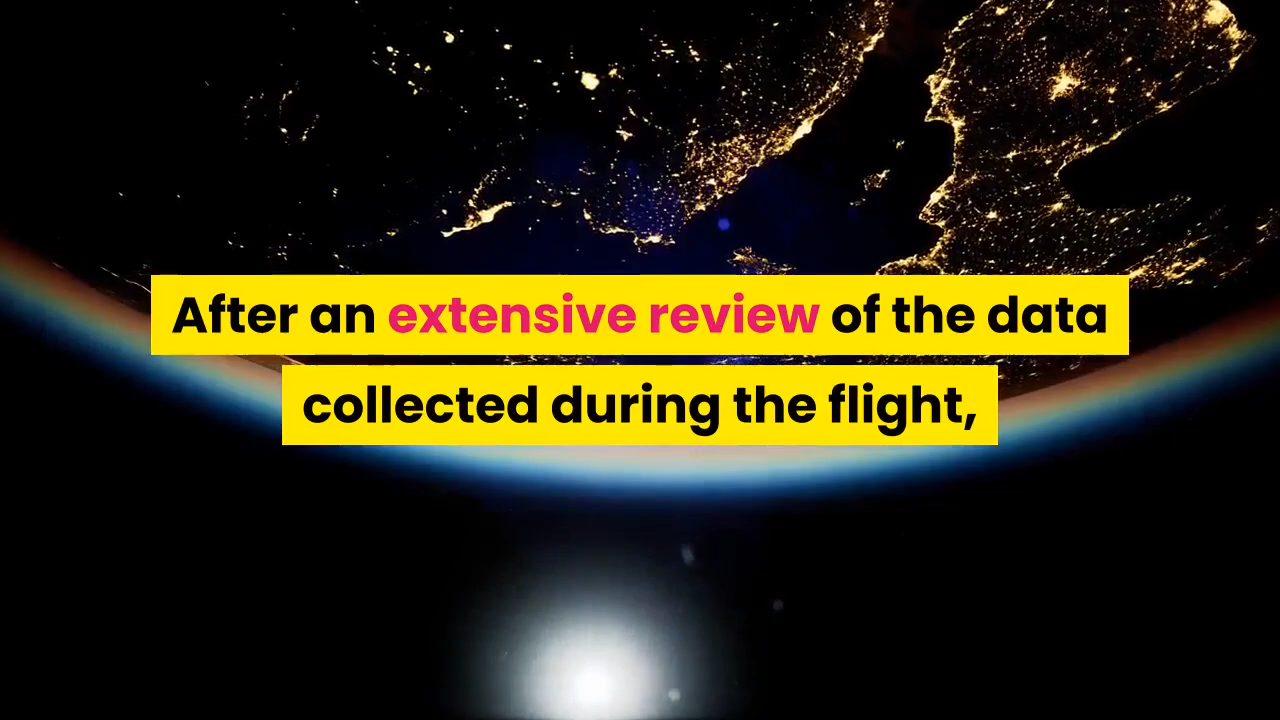 After an extensive review of the data
collected during the flight,